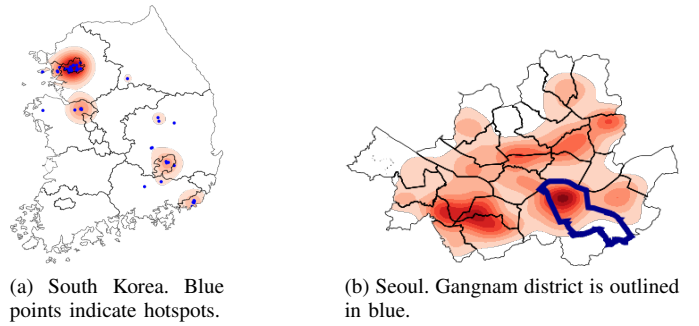 (a) South Korea. Blue
points indicate hotspots.
(b) Seoul. Gangnam district is outlined
in blue.